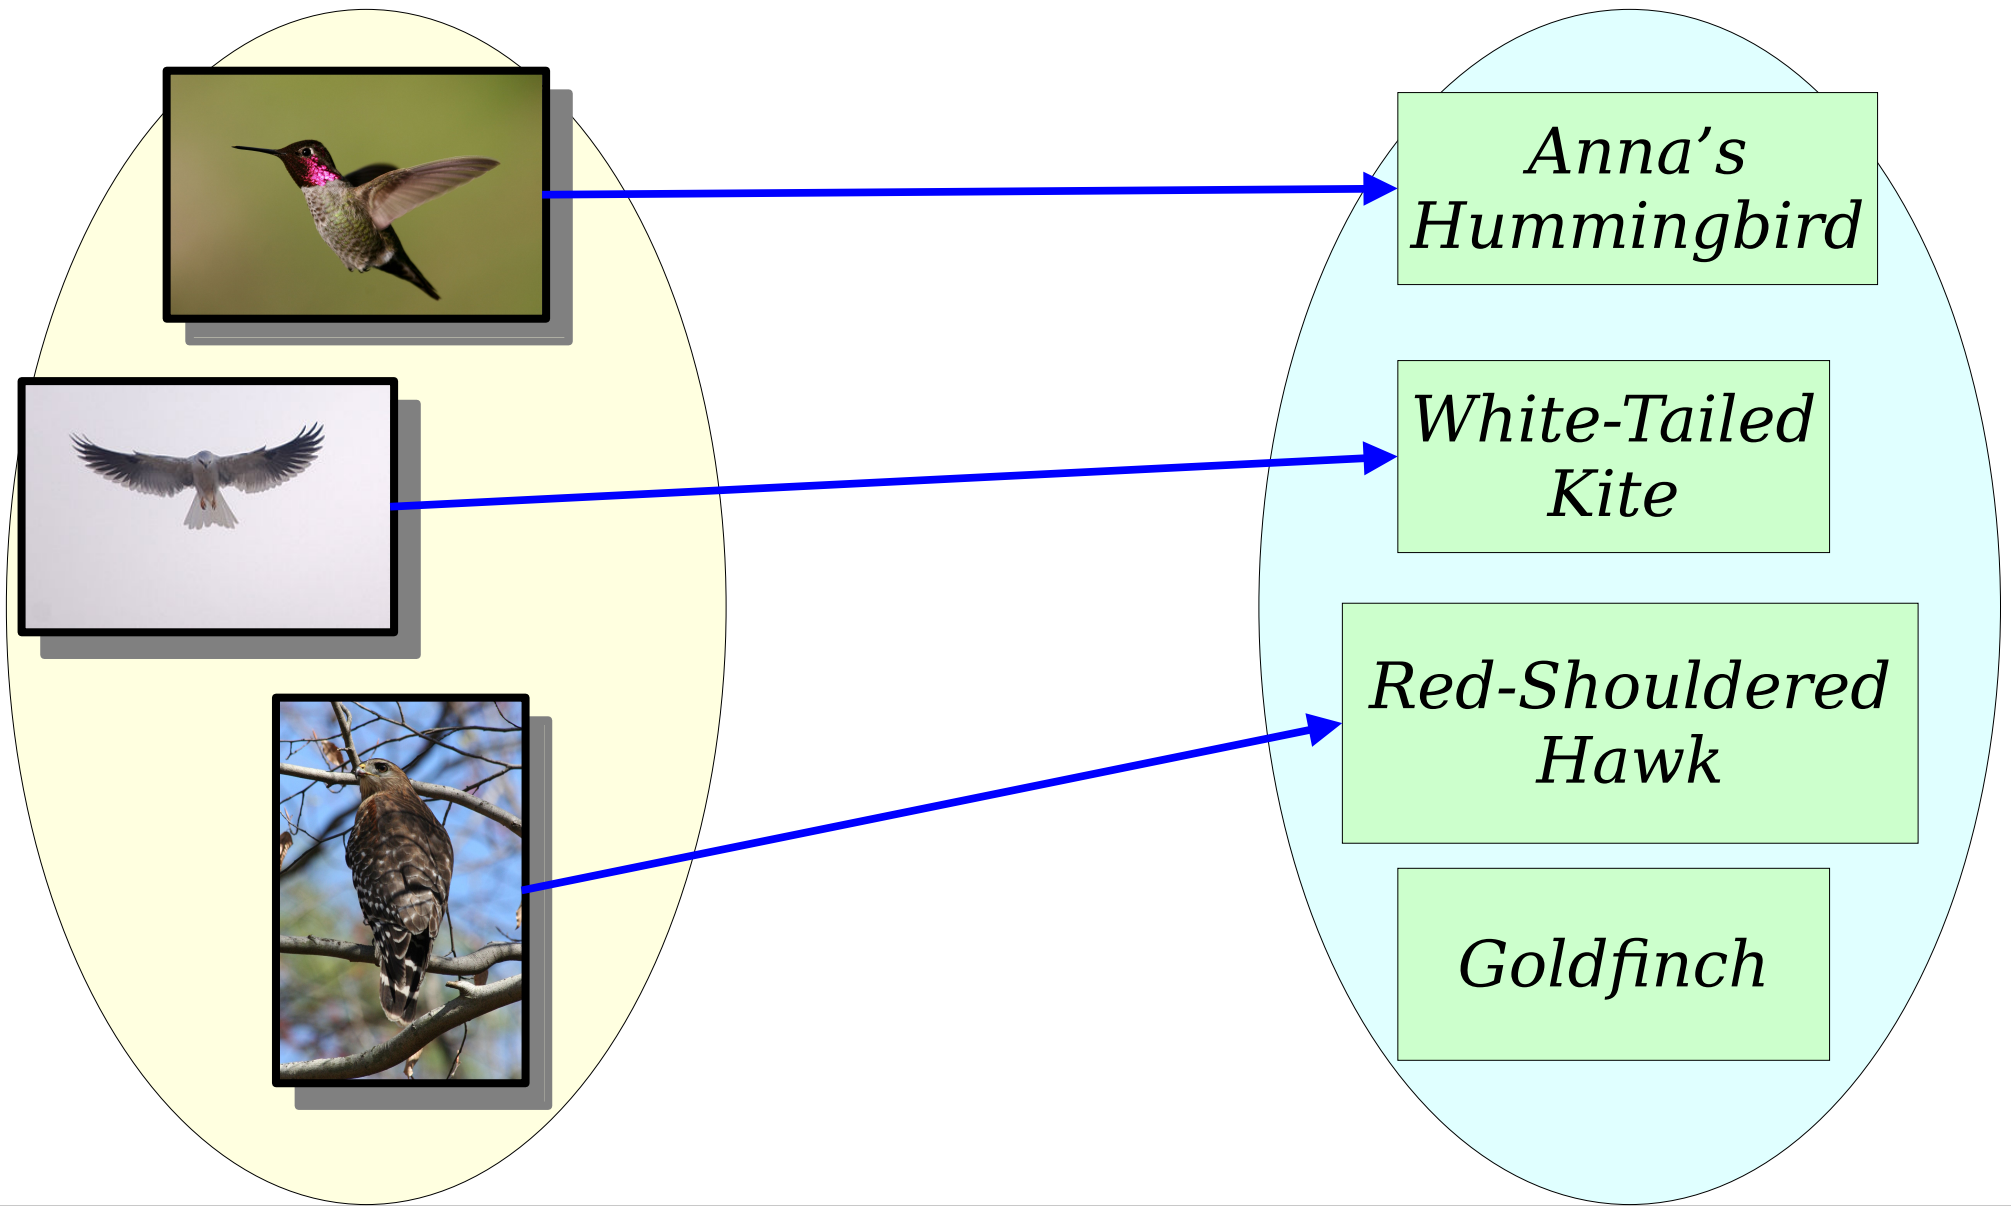 Anna’s
Hummingbird
White-Tailed
Kite
Red-Shouldered
Hawk
Goldfinch